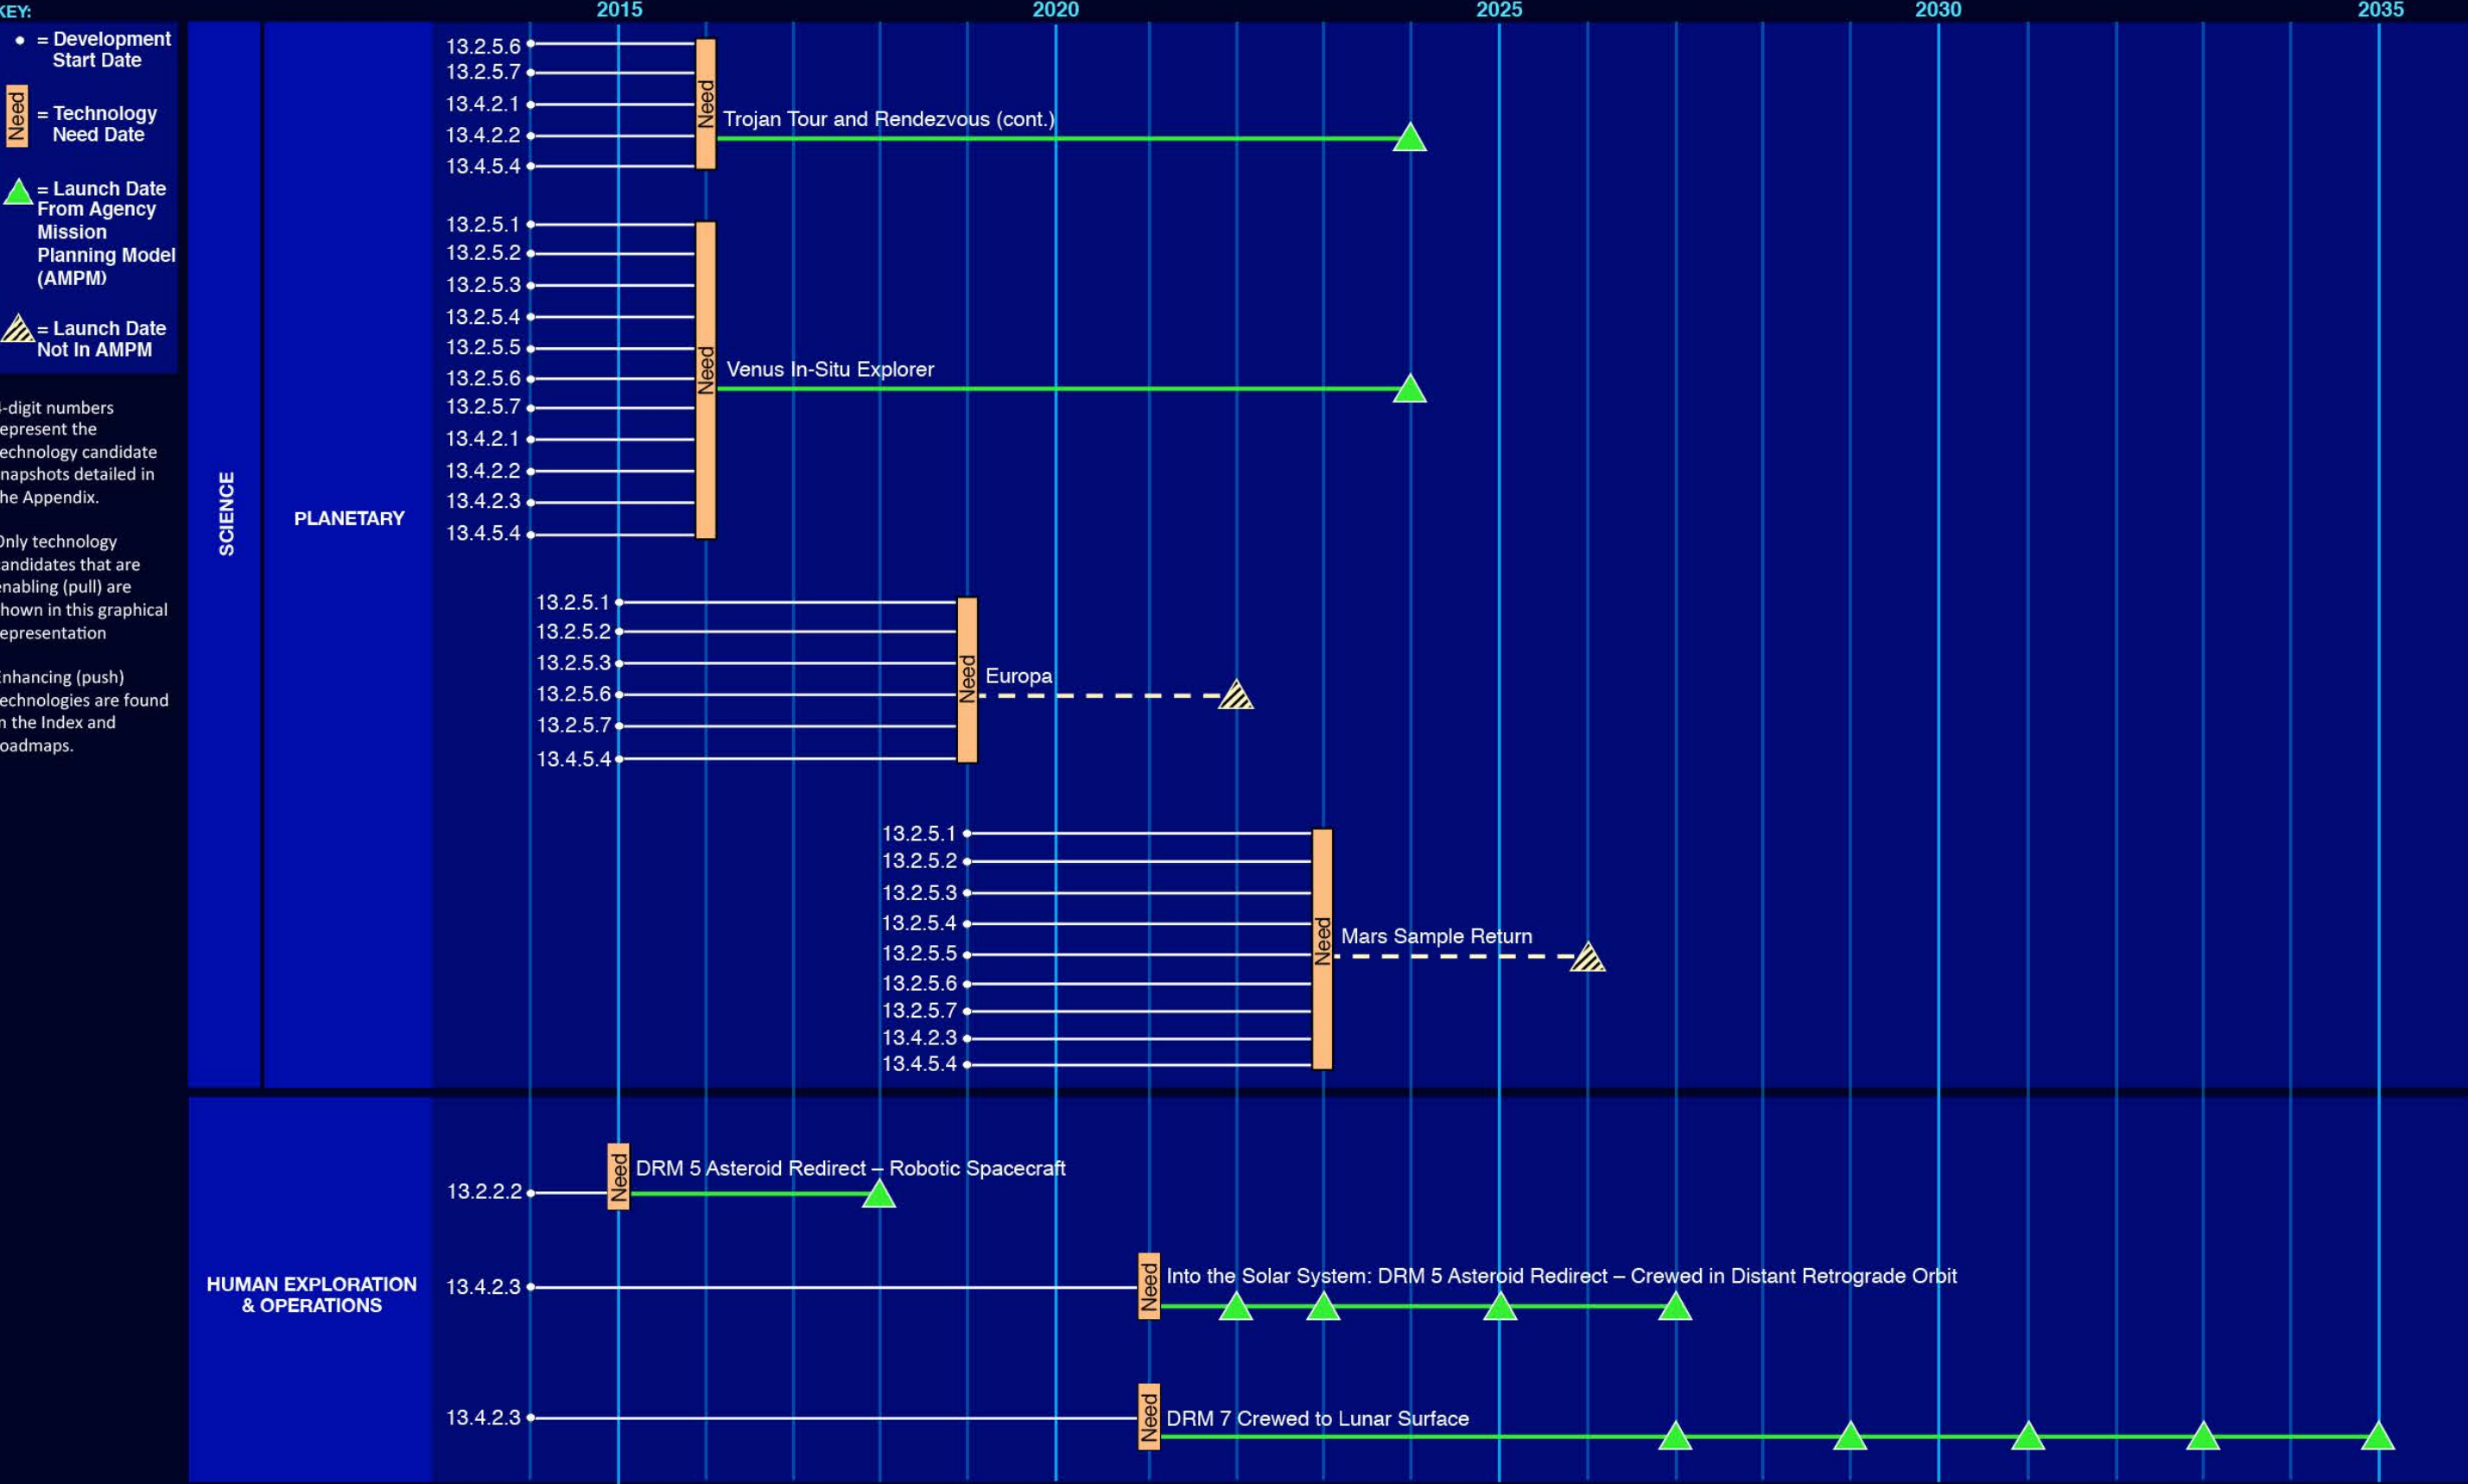 KEY:
2015
2020
2025
2030
2035
= Development
Start Date
Need
= Technology
Need Date
= Launch Date
From Agency
Mission
Planning Model
(AMPM)
= Launch Date
Not In AMPM
-digit numbers
epresent the
echnology candidate
napshots detailed in
he Appendix.
Only technology
candidates that are
enabling (pull) are
hown in this graphical
epresentation
Enhancing (push)
echnologies are found
n the Index and
oadmaps.
SCIENCE
PLANETARY
13.2.5.6
13.2.5.7
13.4.2.1
13.4.2.2
13.4.5.4
Need
Trojan Tour and Rendezvous (cont.)
13.2.5.1
13.2.5.2
13.2.5.3
13.2.5.4
13.2.5.5
13.2.5.6
13.2.5.7
13.4.2.1
13.4.2.2
13.4.2.3
13.4.5.4
Need
Venus In-Situ Explorer
13.2.5.1
13.2.5.2
13.2.5.3
13.2.5.6
13.2.5.7
13.4.5.4
Need
Europa
13.2.5.1
13.2.5.2
13.2.5.3
13.2.5.4
13.2.5.5
13.2.5.6
13.2.5.7
13.4.2.3
13.4.5.4
Need
Mars Sample Return
HUMAN EXPLORATION
& OPERATIONS
13.2.2.2
Need
DRM 5 Asteroid Redirect – Robotic Spacecraft
13.4.2.3
Need
Into the Solar System: DRM 5 Asteroid Redirect – Crewed in Distant Retrograde Orbit
13.4.2.3
Need
DRM 7 Crewed to Lunar Surface